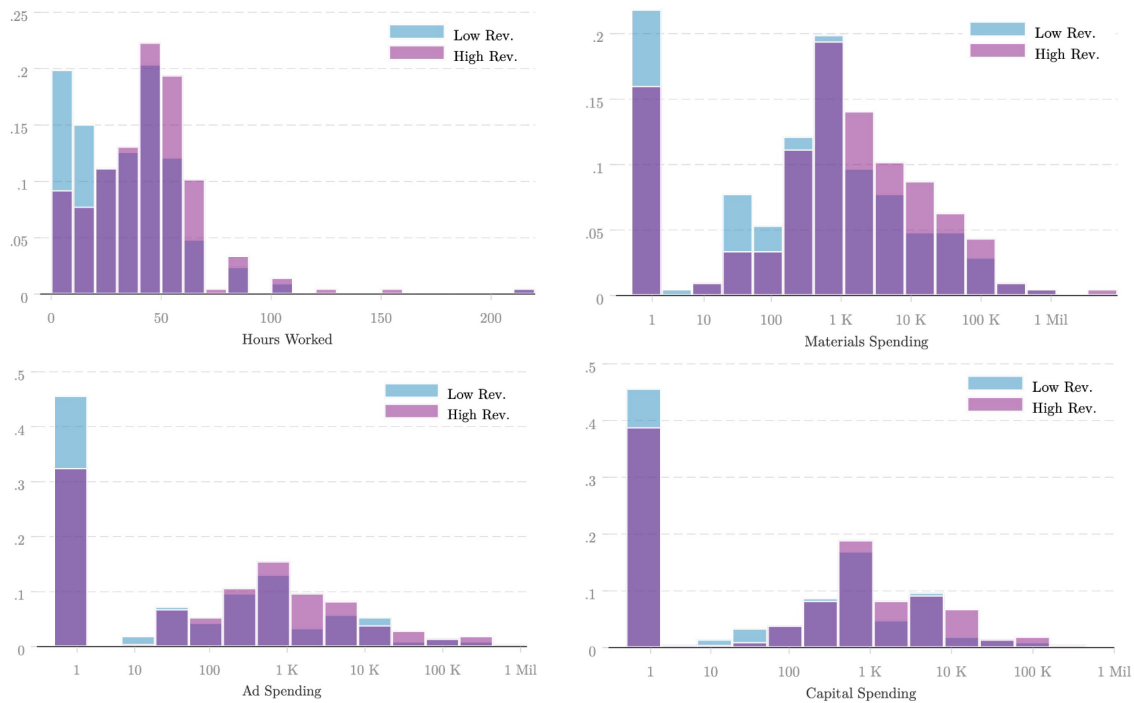 .25
.2
.15
.1
.05
0
Low Rev.
High Rev.
0 50 100 150 200
Hours Worked
.2
.15
.1
.05
0
Low Rev.
High Rev.
1 10 100 1 K 10 K 100 K 1 Mil
Materials Spending
.5
.4
.3
.2
.1
0
Low Rev.
High Rev.
1 10 100 1 K 10 K 100 K 1 Mil
Ad Spending
.5
.4
.3
.2
.1
0
Low Rev.
High Rev.
1 10 100 1 K 10 K 100 K 1 Mil
Capital Spending